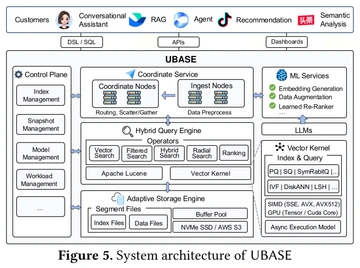 Customers
Conversational Assistant
RAG
Agent
Recommendation
头条
Semantic Analysis
DSL / SQL
APIs
Dashboards
UBASE
Control Plane
Index Management
Snapshot Management
Model Management
Workload Management
...
Coordinate Service
Coordinate Nodes
Ingest Nodes
Routing, Scatter/Gather
Data Preprocess
Hybrid Query Engine
Operators
Vector Search
Filtered Search
Hybrid Search
Radial Search
Ranking
Apache Lucene
Vector Kernel
Adaptive Storage Engine
Segment Files
Index Files
Data Files
Buffer Pool
NVMe SSD / AWS S3
ML Services
Embedding Generation
Data Augmentation
Learned Re-Ranker
...
LLMs
Vector Kernel
Index & Query
PQ | SQ | SymRabitQ | ...
IVF | DiskANN | LSH | ...
SIMD (SSE, AVX, AVX512)
GPU (Tensor / Cuda Core)
Async Execution Model
Figure 5. System architecture of UBASE